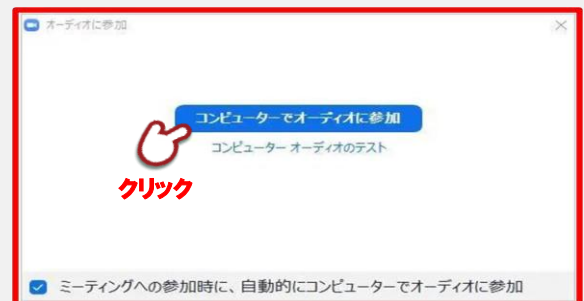 オーディオに参加
コンピューターでオーディオに参加
コンピューター オーディオのテスト
クリック
ミーティングへの参加時に、自動的にコンピューターでオーディオに参加